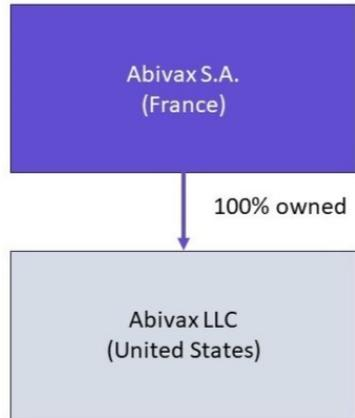 Abivax S.A.
(France)
100% owned
Abivax LLC
(United States)